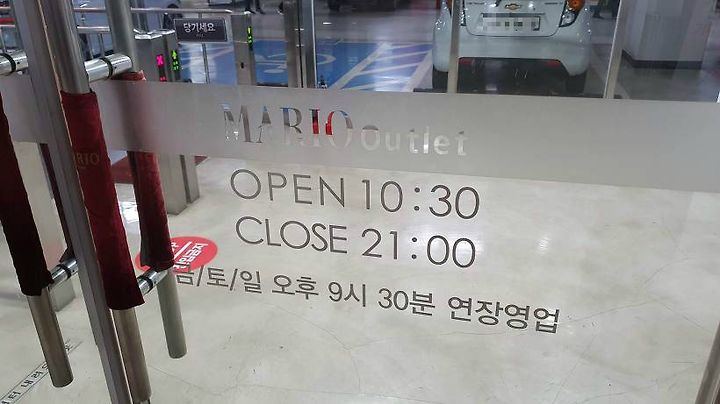 당기세요
MARIO outlet
OPEN 10:30
CLOSE 21:00
금/토/일 오후 9시 30분 연장영업